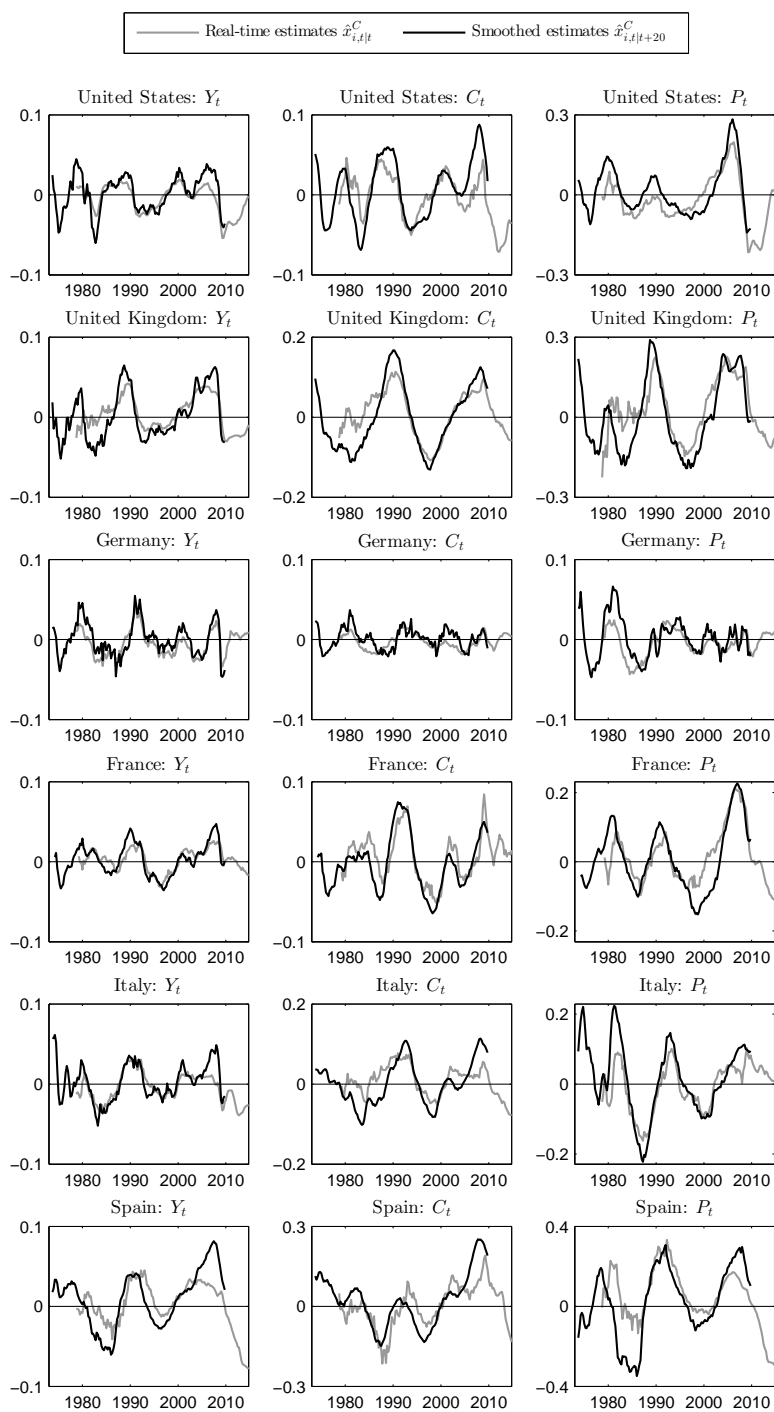 Real-time estimates $\hat{x}^{C}_{i,t|t}$ Smoothed estimates $\hat{x}^{C}_{i,t|t+20}$
United States: $Y_t$ United States: $C_t$ United States: $P_t$
0.1 0.1 0.3
0 0 0
−0.1 −0.1 −0.3
1980 1990 2000 2010 1980 1990 2000 2010 1980 1990 2000 2010
United Kingdom: $Y_t$ United Kingdom: $C_t$ United Kingdom: $P_t$
0.1 0.2 0.3
0 0 0
−0.1 −0.2 −0.3
1980 1990 2000 2010 1980 1990 2000 2010 1980 1990 2000 2010
Germany: $Y_t$ Germany: $C_t$ Germany: $P_t$
0.1 0.1 0.1
0 0 0
−0.1 −0.1 −0.1
1980 1990 2000 2010 1980 1990 2000 2010 1980 1990 2000 2010
France: $Y_t$ France: $C_t$ France: $P_t$
0.1 0.1 0.2
0 0 0
−0.1 −0.1 −0.2
1980 1990 2000 2010 1980 1990 2000 2010 1980 1990 2000 2010
Italy: $Y_t$ Italy: $C_t$ Italy: $P_t$
0.1 0.2 0.2
0 0 0
−0.1 −0.2 −0.2
1980 1990 2000 2010 1980 1990 2000 2010 1980 1990 2000 2010
Spain: $Y_t$ Spain: $C_t$ Spain: $P_t$
0.1 0.3 0.4
0 0 0
−0.1 −0.3 −0.4
1980 1990 2000 2010 1980 1990 2000 2010 1980 1990 2000 2010